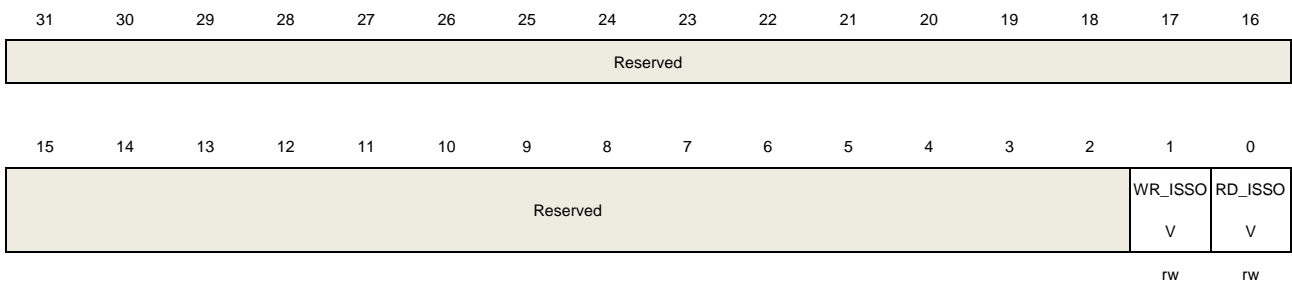 31 30 29 28 27 26 25 24 23 22 21 20 19 18 17 16
Reserved
15 14 13 12 11 10 9 8 7 6 5 4 3 2 1 0
Reserved WR_ISSO RD_ISSO
V V
rw rw